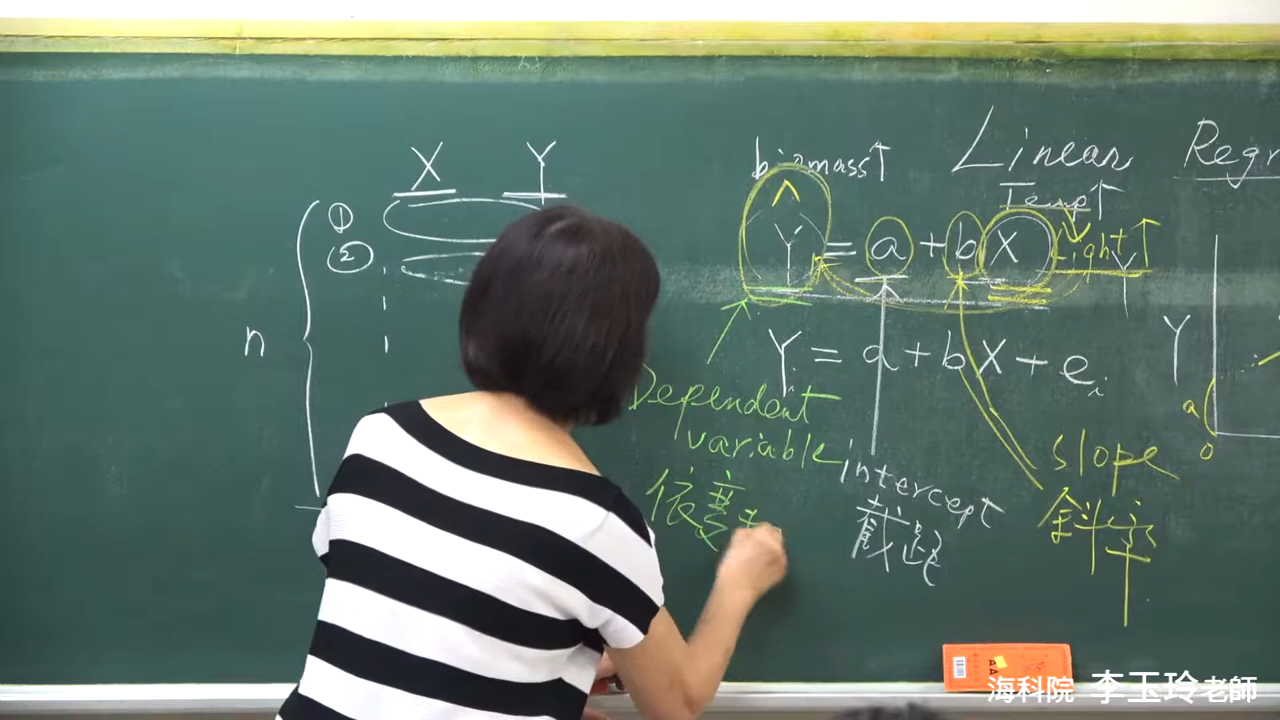 Linear Regr
biomass↑
Temp↑
Light↑
X Y
①
②
n
Ŷ = a + bX
Y = a + bX + eᵢ
Y
a
0
Dependent
variable
依變
intercept
截距
slope
斜率
海科院 李玉玲老師